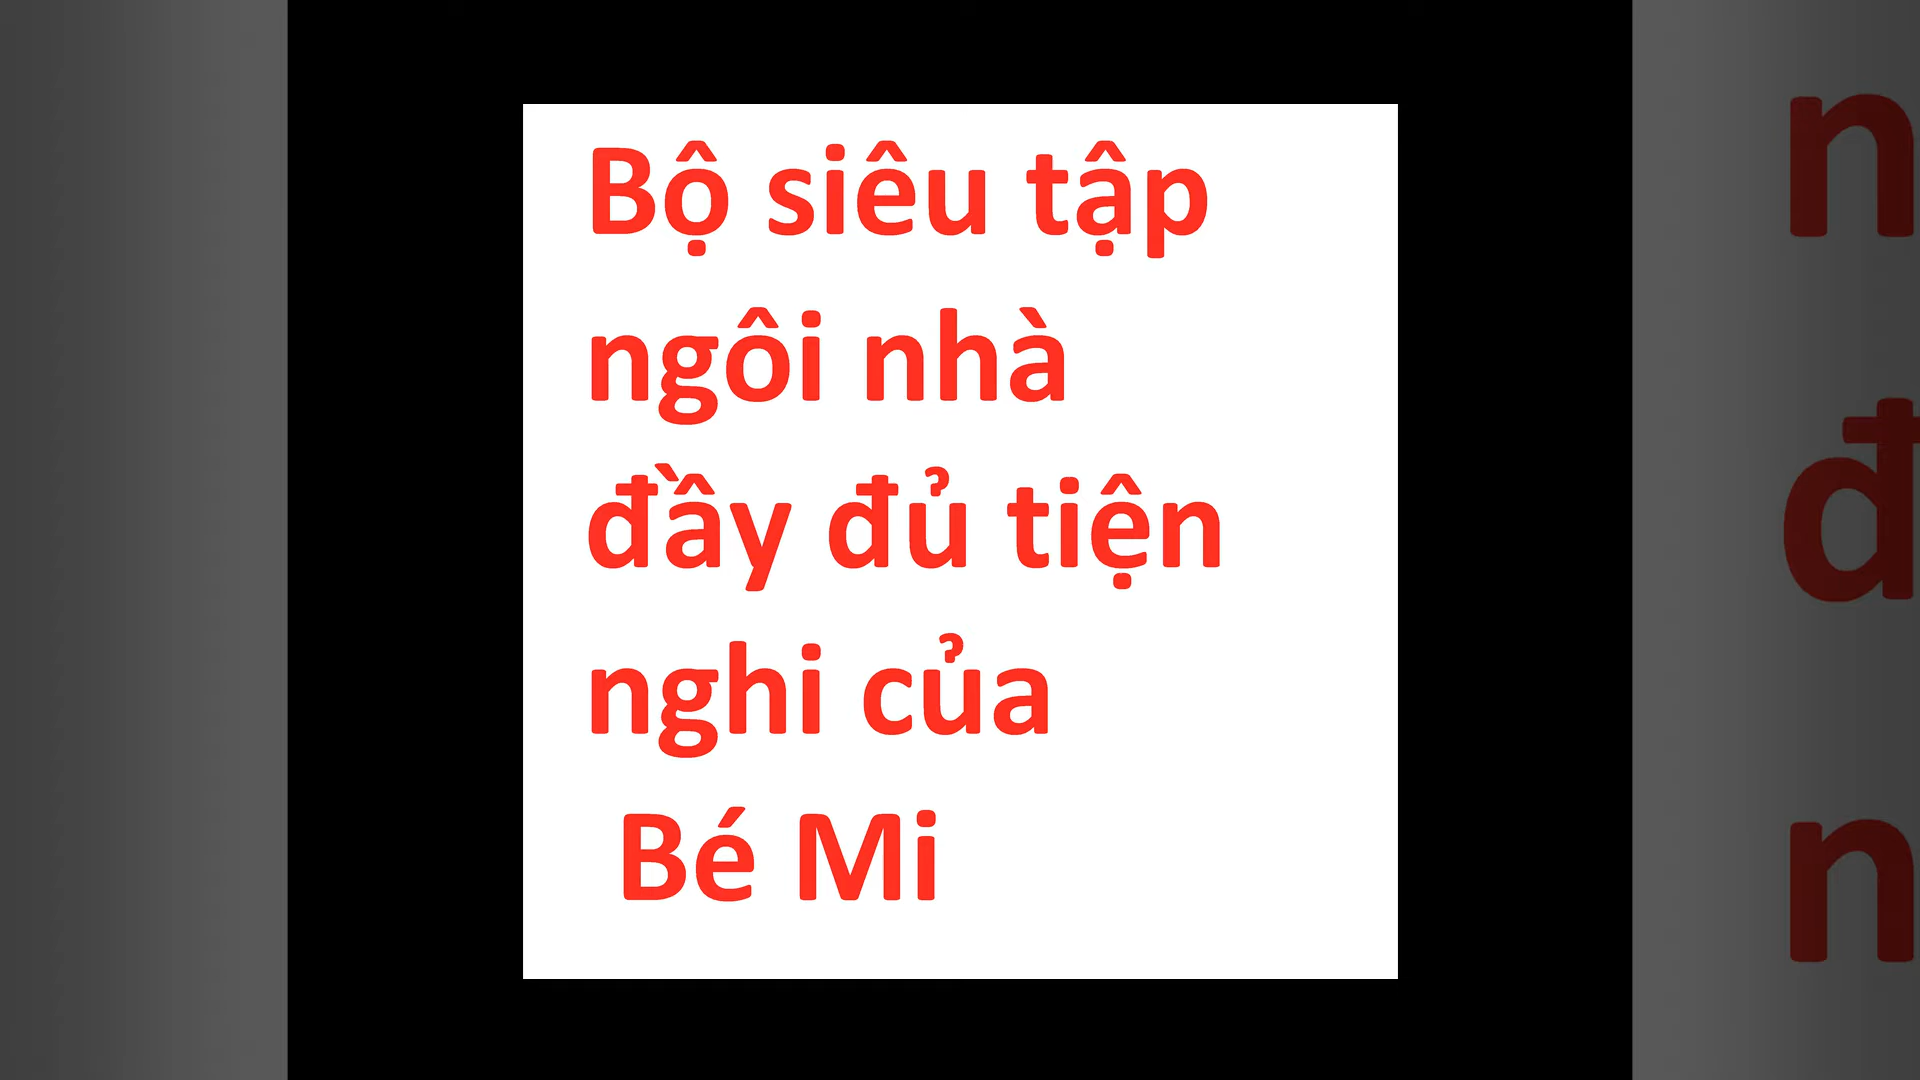 Bộ siêu tập
ngôi nhà
đầy đủ tiện
nghi của
Bé Mi
n
đ
n